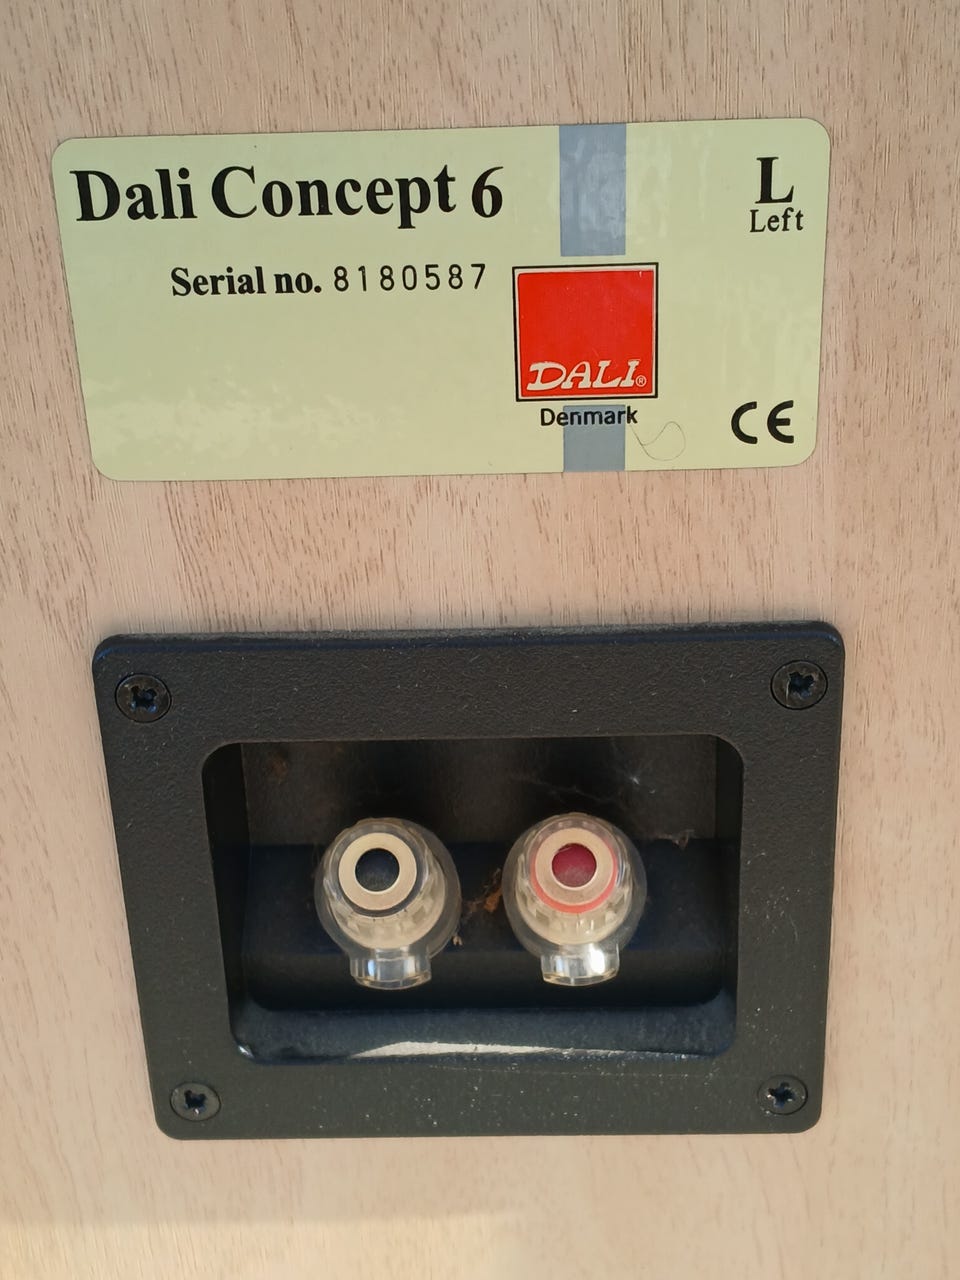 Dali Concept 6
L
Left
Serial no. 8180587
DALI®
Denmark
CE